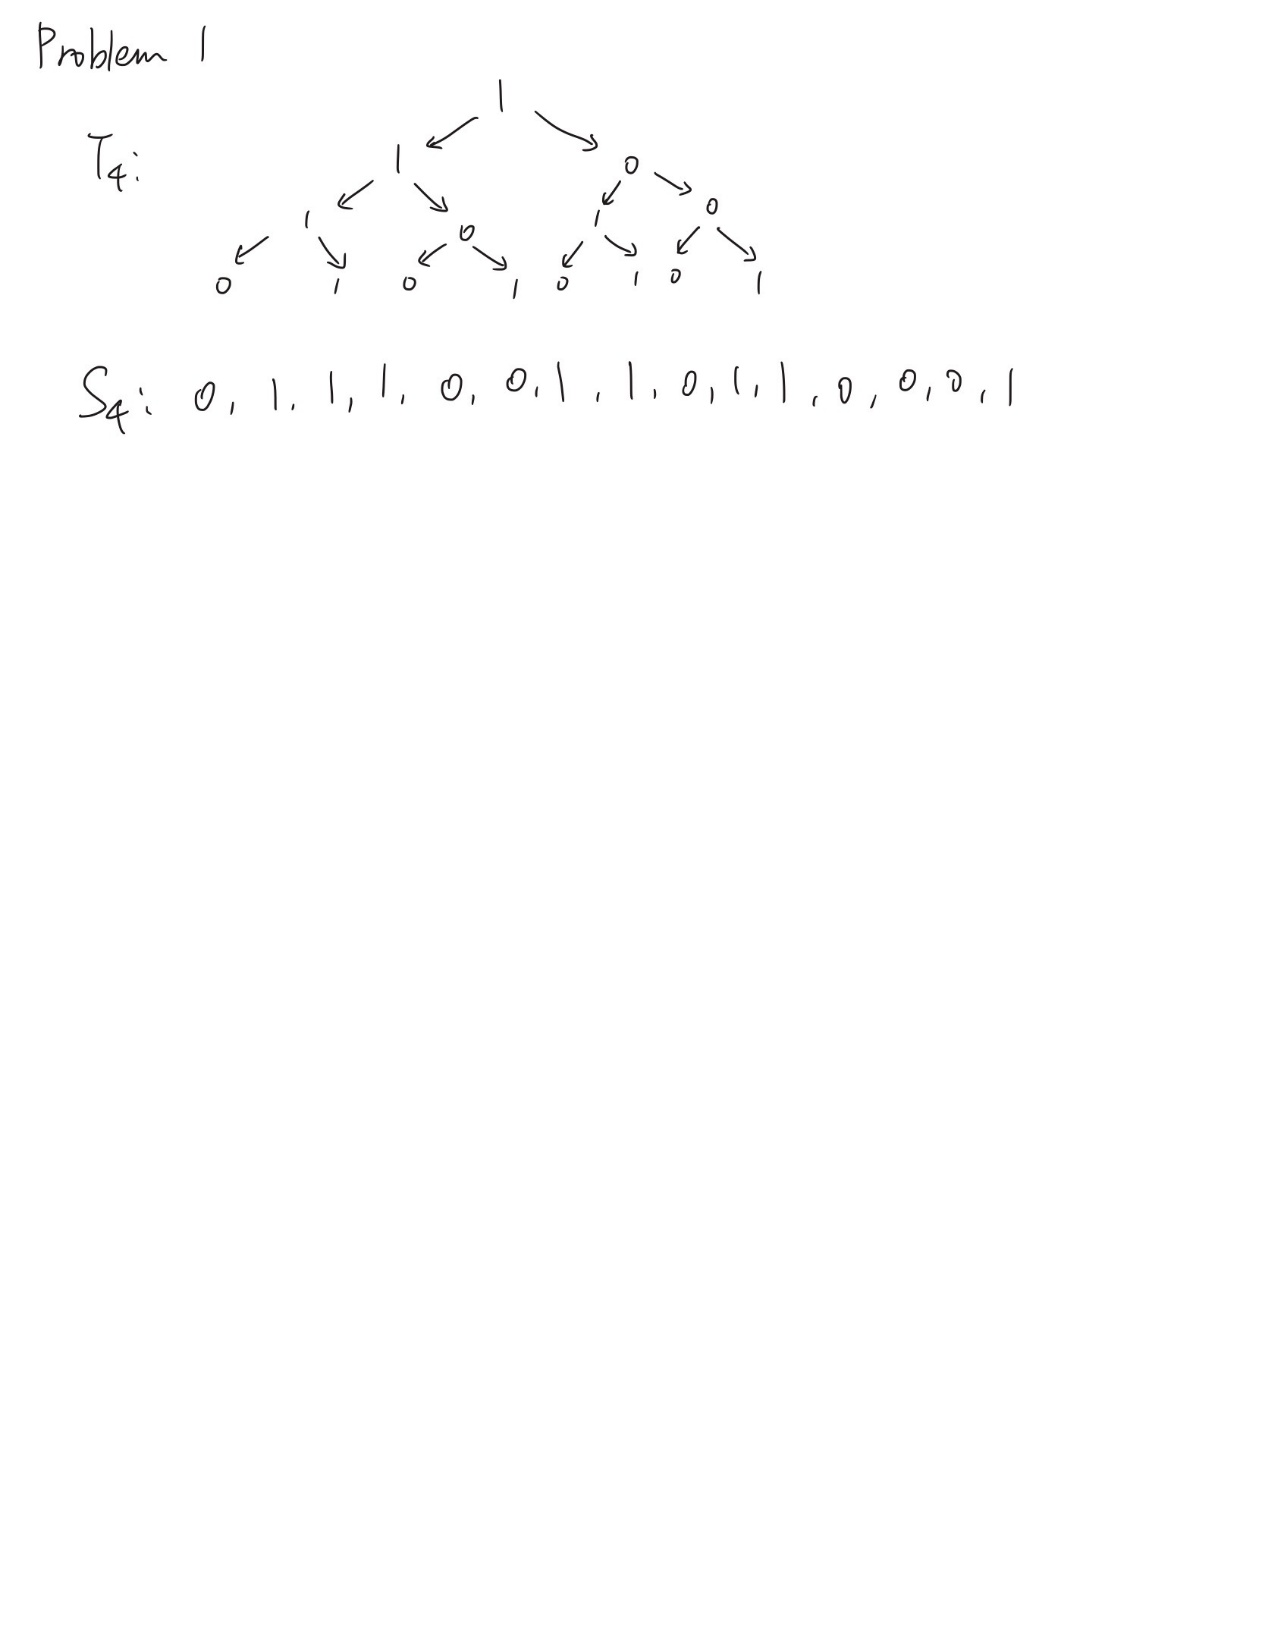 Problem 1
1
T4:
1 0
1 0 1 0
0 1 0 1 0 1 0 1
S4: 0, 1, 1, 1, 0, 0, 1, 1, 0, 1, 1, 0, 0, 0, 1